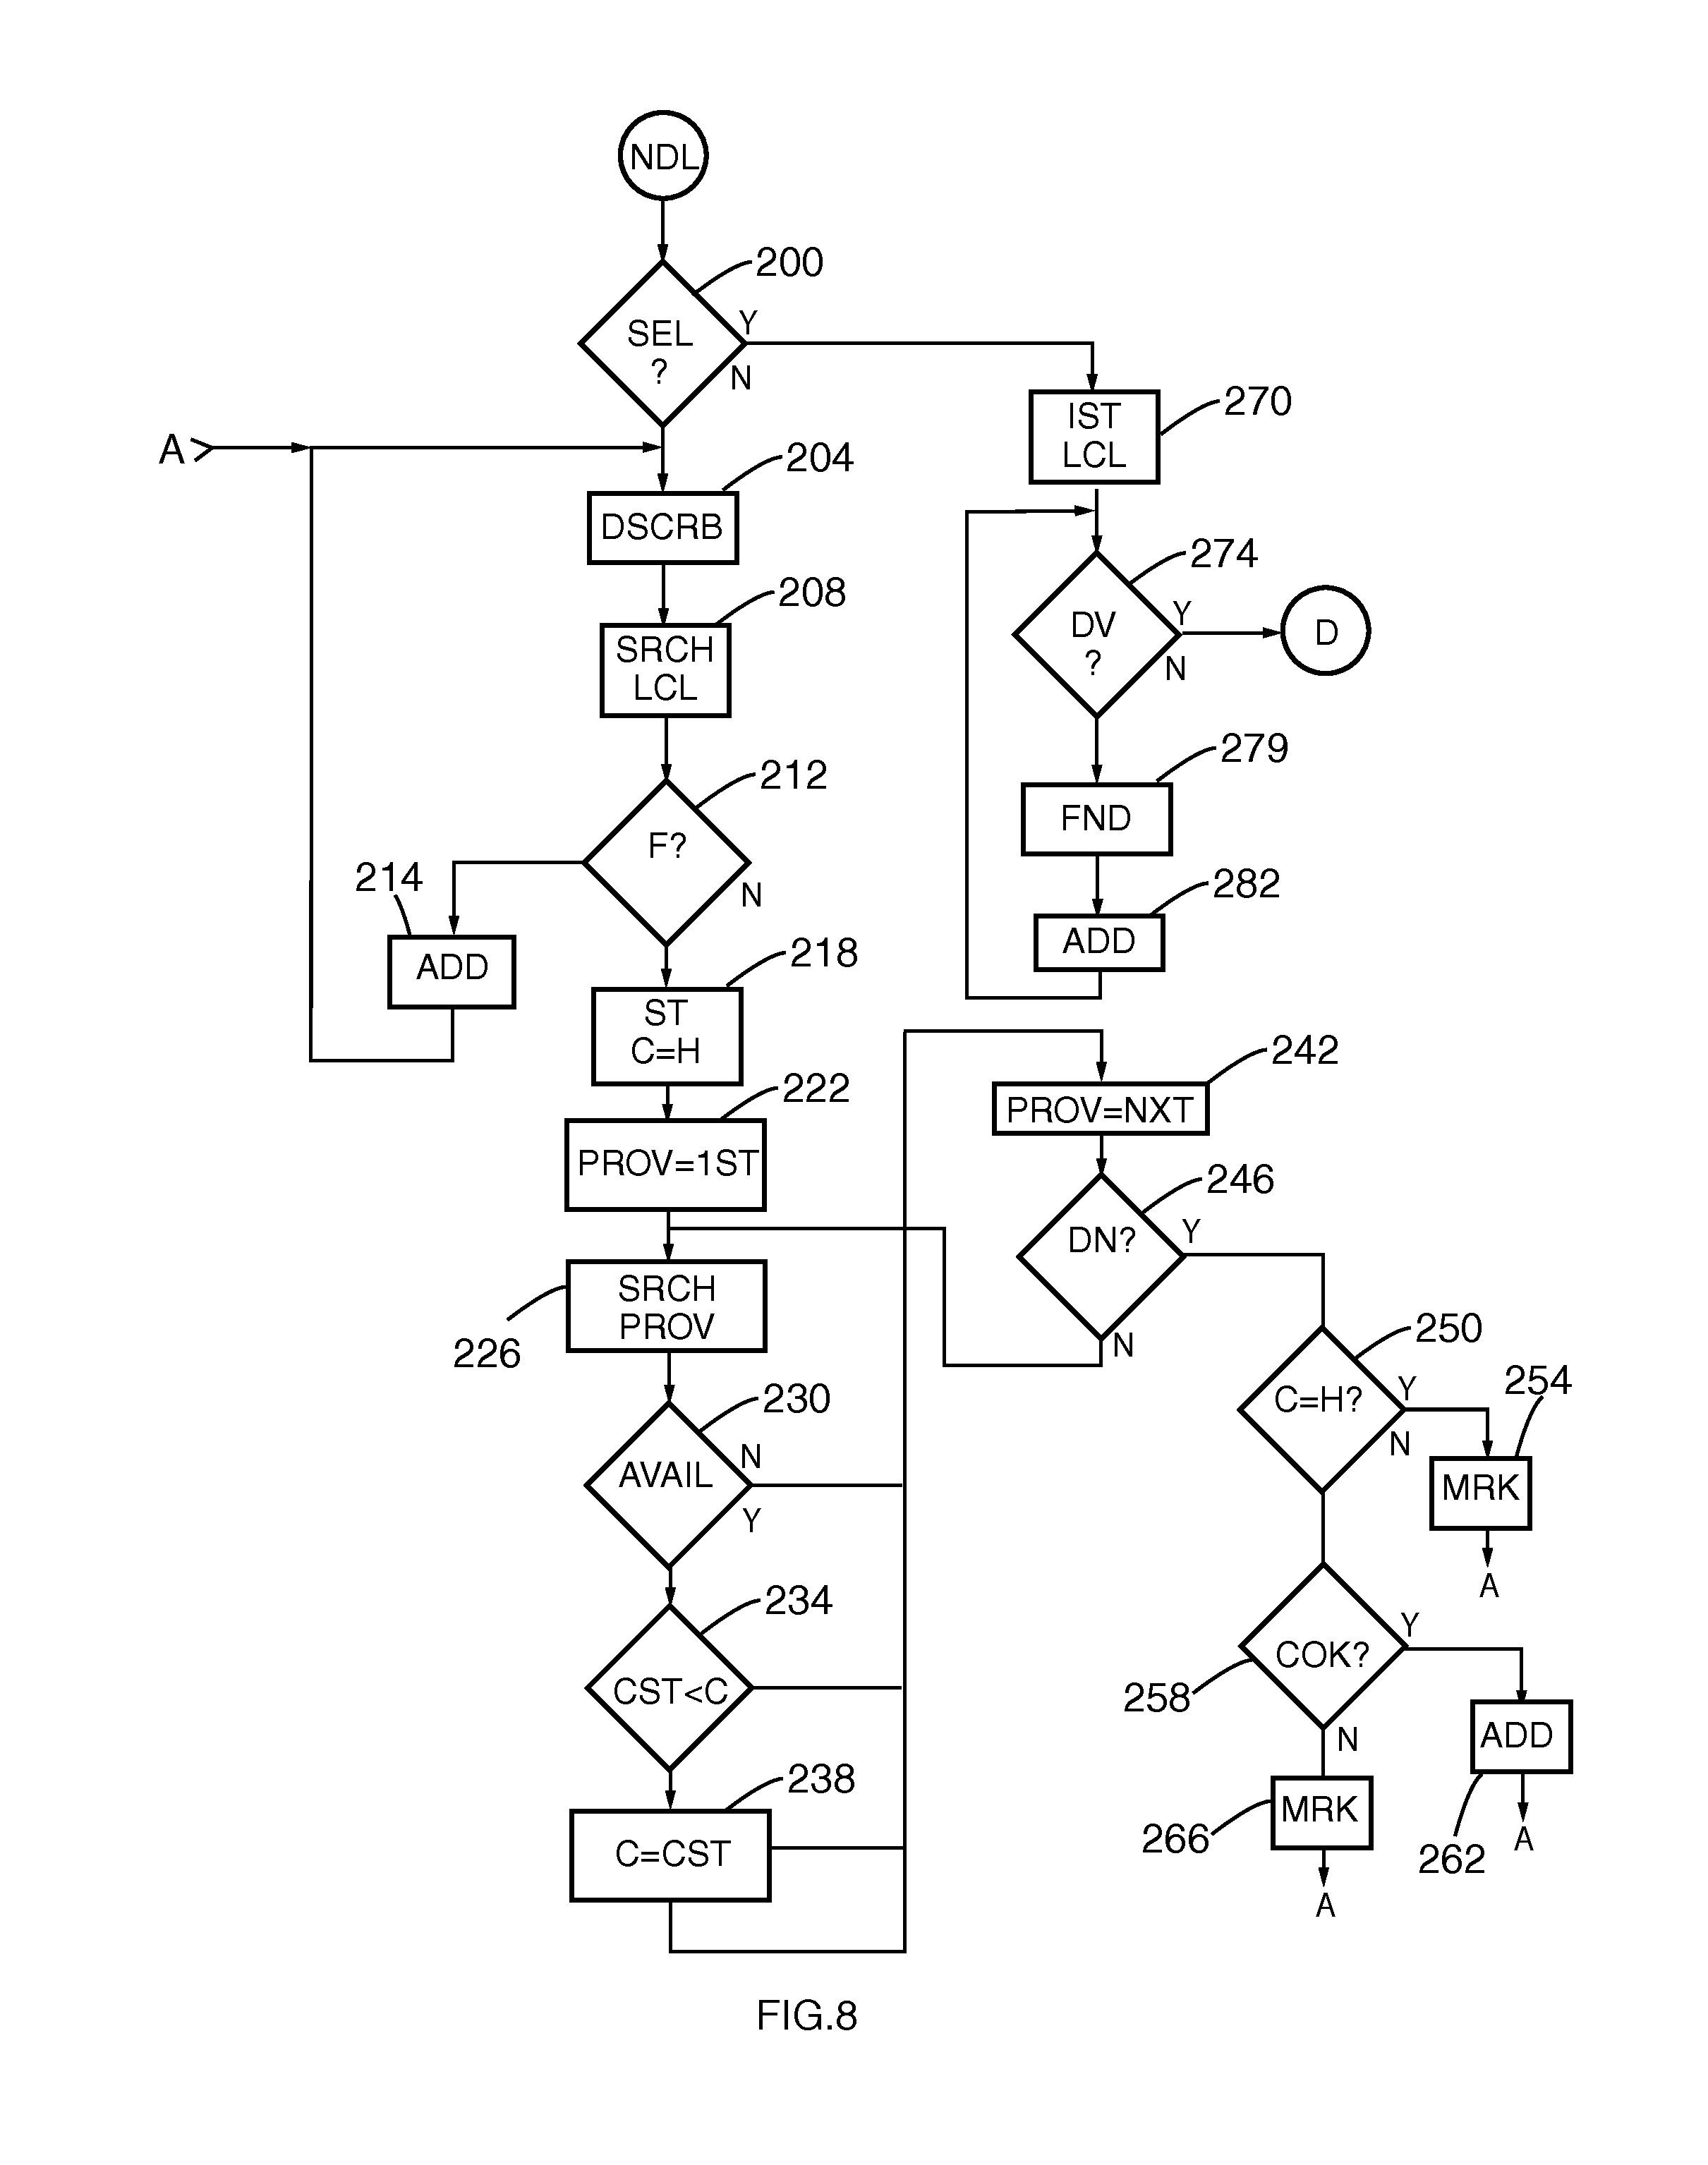 NDL
200
SEL
?
Y
N
A
204
DSCRB
208
SRCH
LCL
212
F?
N
214
ADD
218
ST
C=H
222
PROV=1ST
SRCH
PROV
226
230
AVAIL
N
Y
234
CST<C
238
C=CST
270
IST
LCL
274
DV
?
Y
N
D
279
FND
282
ADD
242
PROV=NXT
246
DN?
Y
N
250
C=H?
Y
N
254
MRK
A
COK?
Y
258
N
ADD
262
A
MRK
266
A
FIG.8